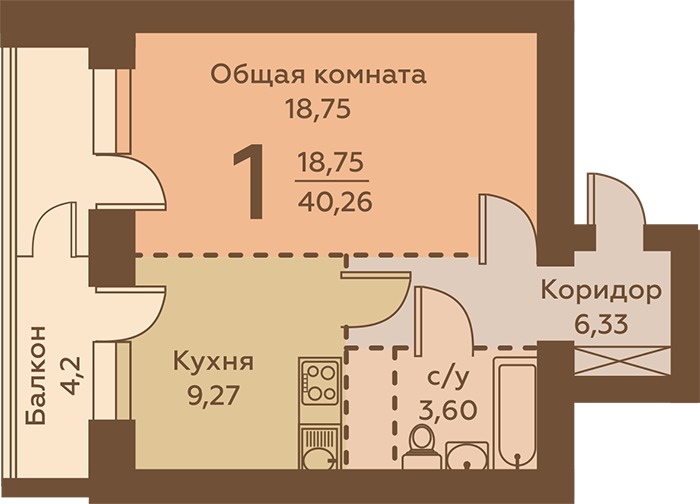 Общая комната
18,75
1
18,75
40,26
Коридор
6,33
Кухня
9,27
с/у
3,60
Балкон
4,2